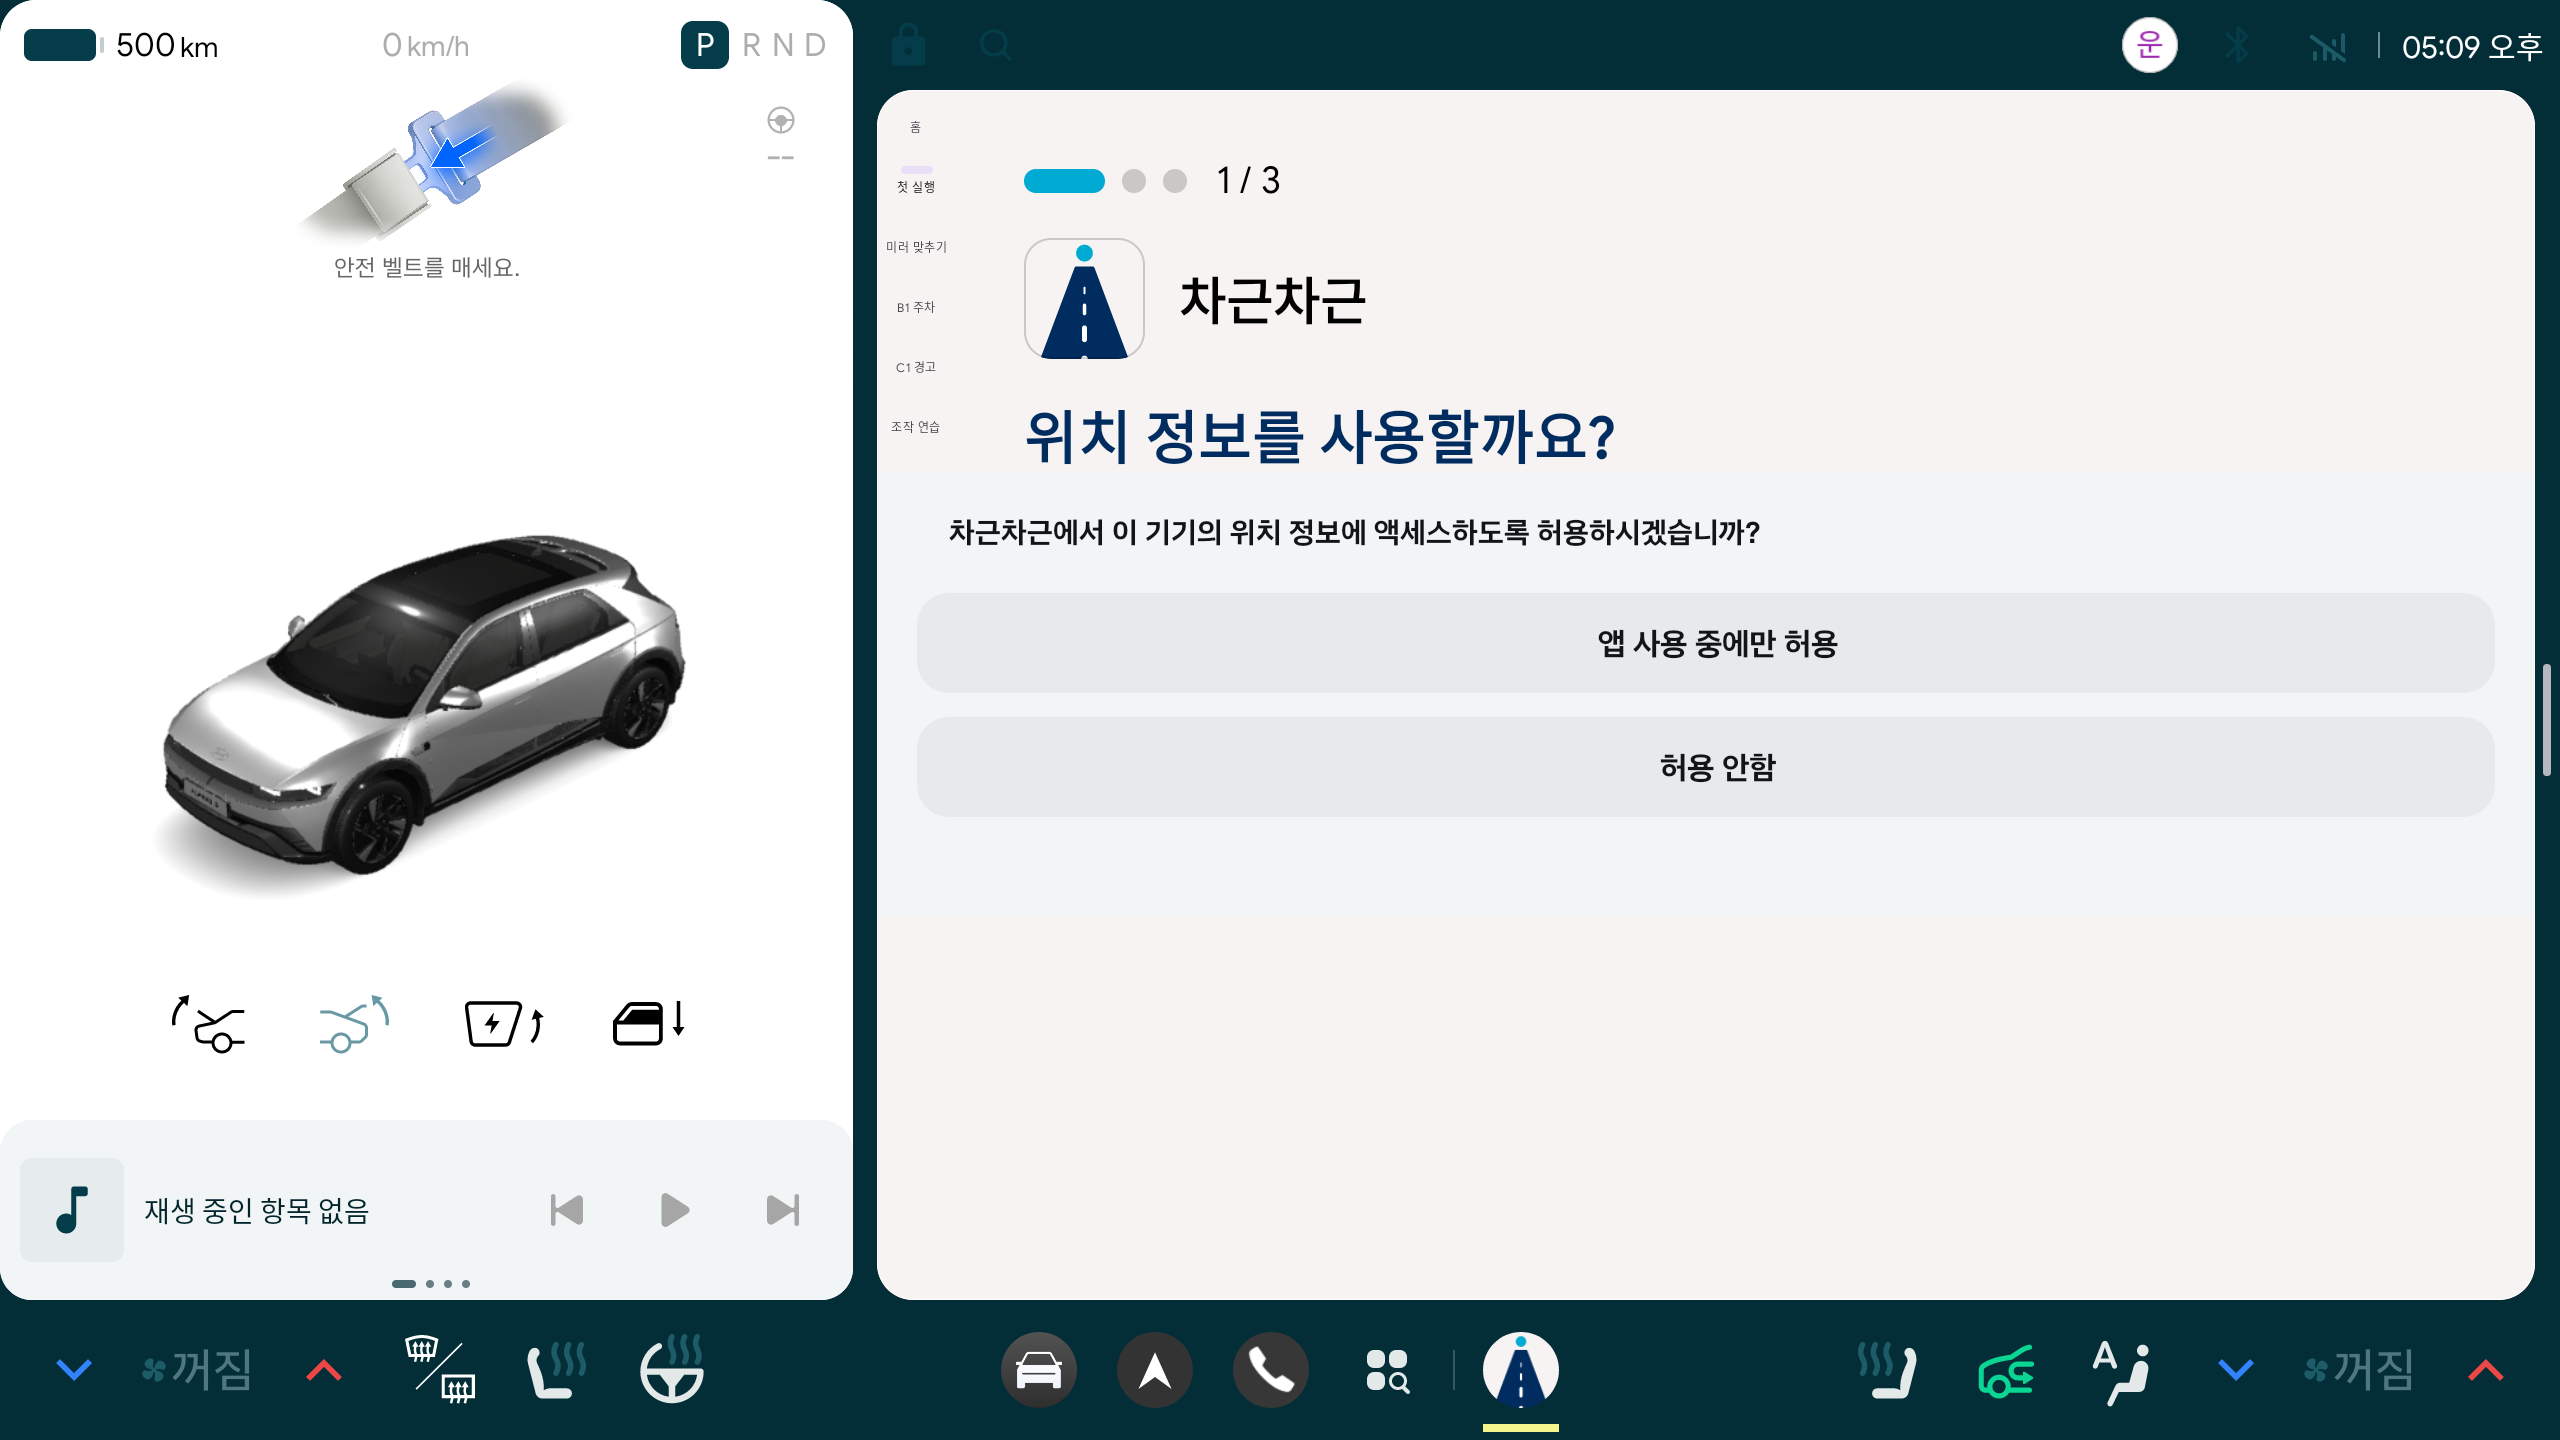 500 km
0 km/h
P R N D
안전 벨트를 매세요.
--
재생 중인 항목 없음
운
05:09 오후
홈
첫 실행
미러 맞추기
B1 주차
C1 경고
조작 연습
1 / 3
차근차근
위치 정보를 사용할까요?
차근차근에서 이 기기의 위치 정보에 액세스하도록 허용하시겠습니까?
앱 사용 중에만 허용
허용 안함
꺼짐
A
꺼짐